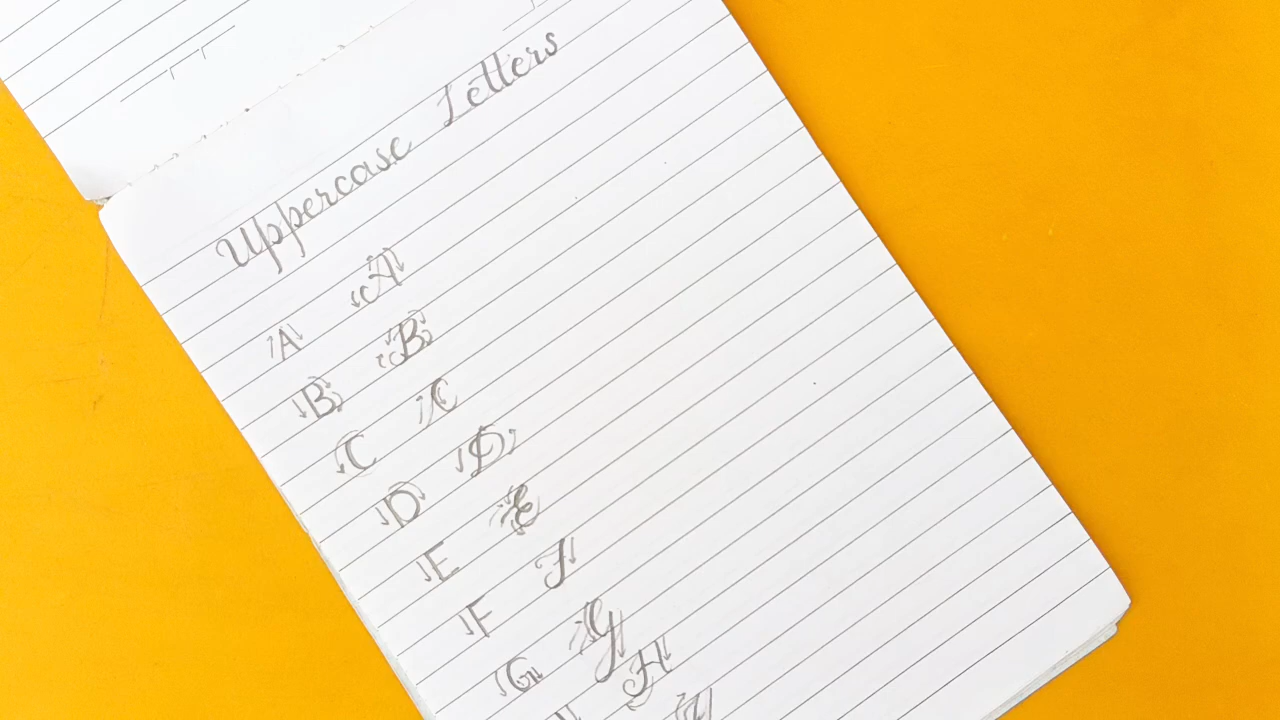 Uppercase Letters
A A
B B
C C
D D
E E
F F
G G
H